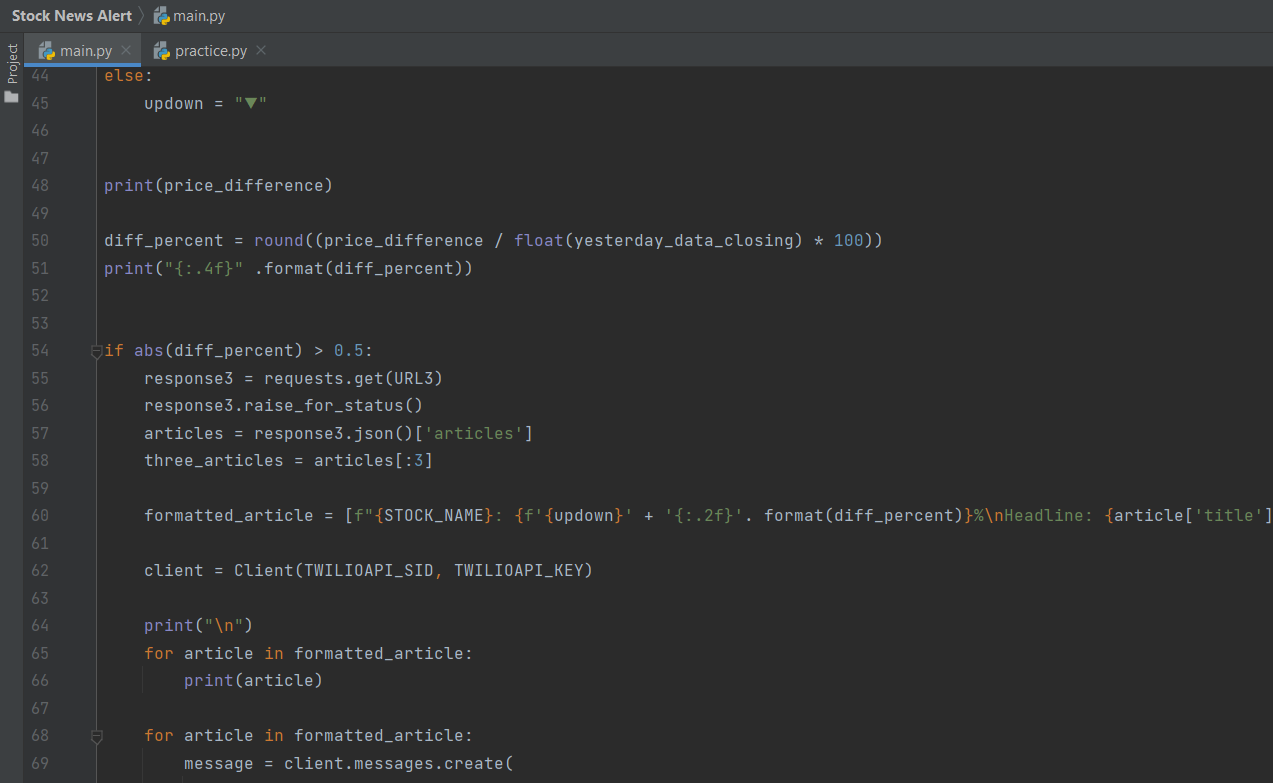 Stock News Alert main.py
main.py practice.py
Project
44 else:
45     updown = "▼"
46
47
48 print(price_difference)
49
50 diff_percent = round((price_difference / float(yesterday_data_closing) * 100))
51 print("{:.4f}" .format(diff_percent))
52
53
54 if abs(diff_percent) > 0.5:
55     response3 = requests.get(URL3)
56     response3.raise_for_status()
57     articles = response3.json()['articles']
58     three_articles = articles[:3]
59
60     formatted_article = [f"{STOCK_NAME}: {f'{updown}' + '{:.2f}'. format(diff_percent)}%\nHeadline: {article['title']
61
62     client = Client(TWILIOAPI_SID, TWILIOAPI_KEY)
63
64     print("\n")
65     for article in formatted_article:
66         print(article)
67
68     for article in formatted_article:
69         message = client.messages.create(